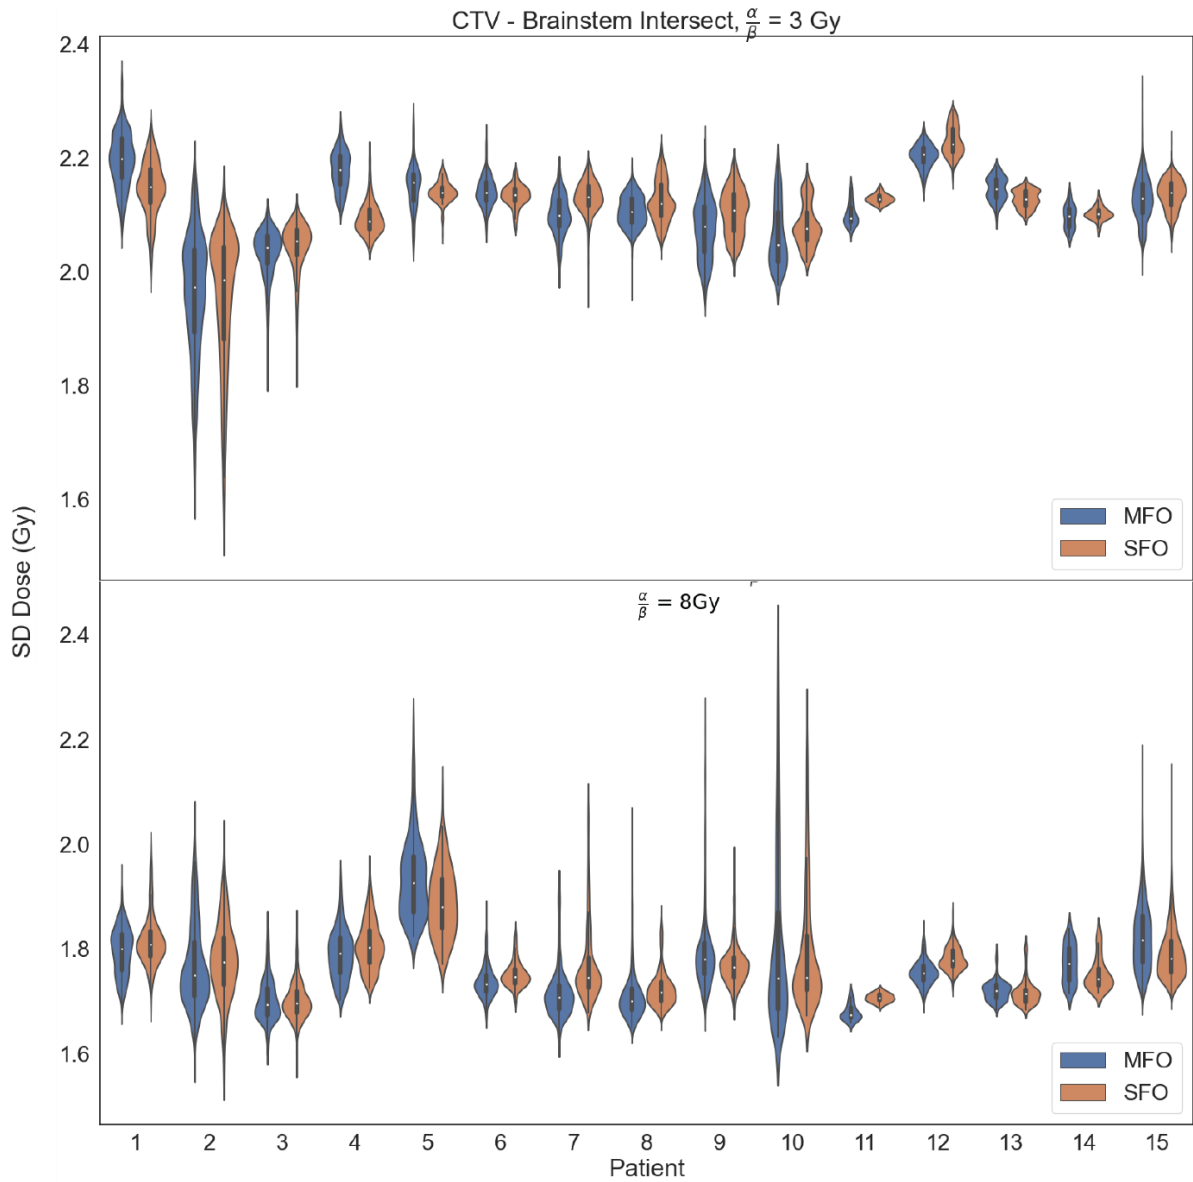 CTV - Brainstem Intersect, α/β = 3 Gy
2.4
2.2
2.0
1.8
1.6
MFO
SFO
SD Dose (Gy)
α/β = 8Gy
2.4
2.2
2.0
1.8
1.6
MFO
SFO
1 2 3 4 5 6 7 8 9 10 11 12 13 14 15
Patient